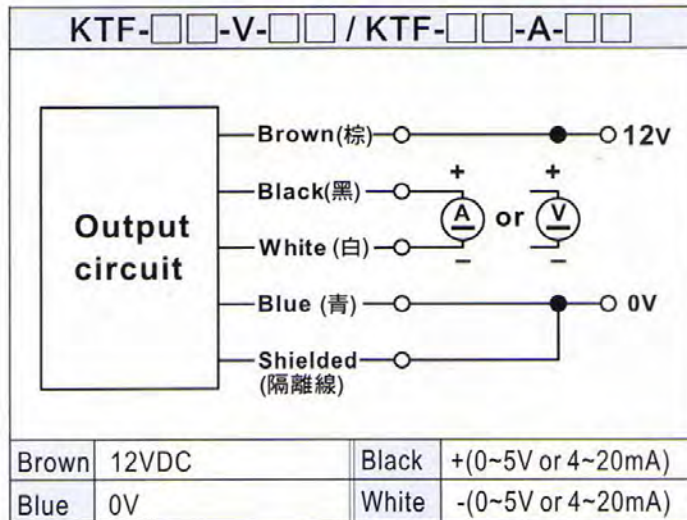 KTF-□□-V-□□ / KTF-□□-A-□□
Brown(棕)
12V
Black(黑)
+
+
A
or
V
Output
circuit
White (白)
−
−
Blue (青)
0V
Shielded
(隔離線)
Brown 12VDC Black +(0~5V or 4~20mA)
Blue 0V White -(0~5V or 4~20mA)